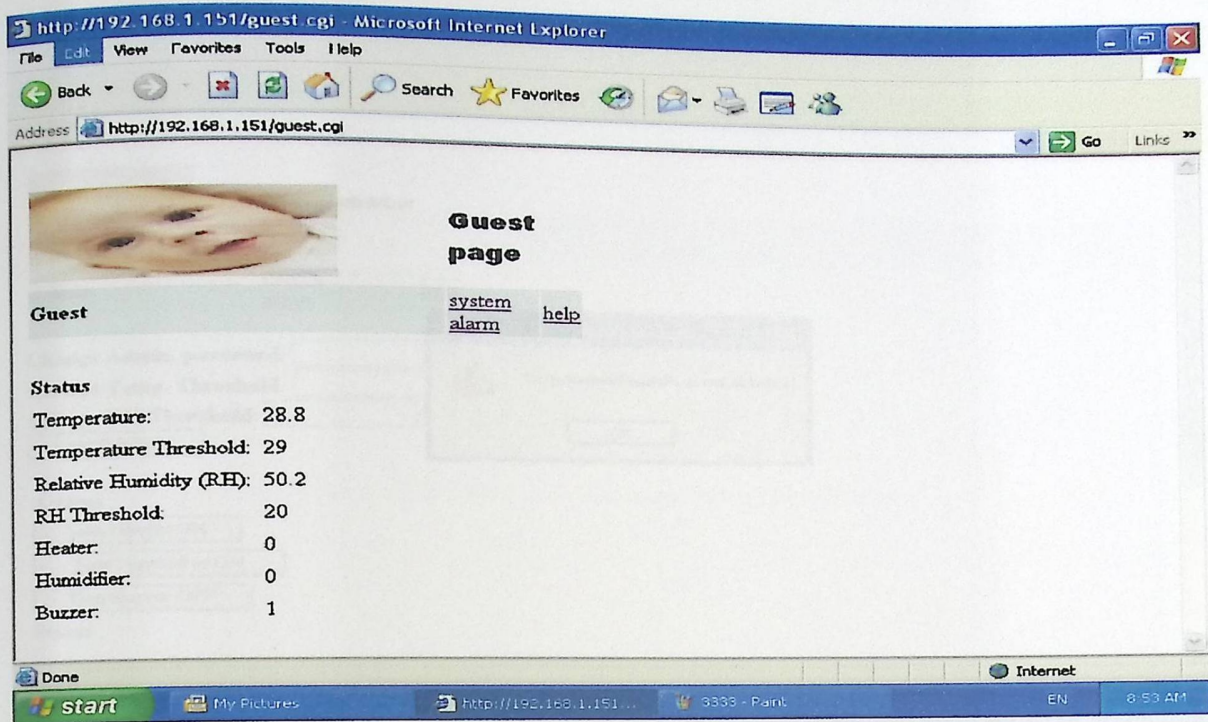 http://192.168.1.151/guest.cgi - Microsoft Internet Explorer
File Edit View Favorites Tools Help
Back Search Favorites
Address http://192.168.1.151/guest.cgi Go Links »
Guest
page
Guest
system
alarm
help
Status
Temperature: 28.8
Temperature Threshold: 29
Relative Humidity (RH): 50.2
RH Threshold: 20
Heater: 0
Humidifier: 0
Buzzer: 1
Done Internet
start My Pictures http://192.168.1.151... 3333 - Paint EN 8:53 AM